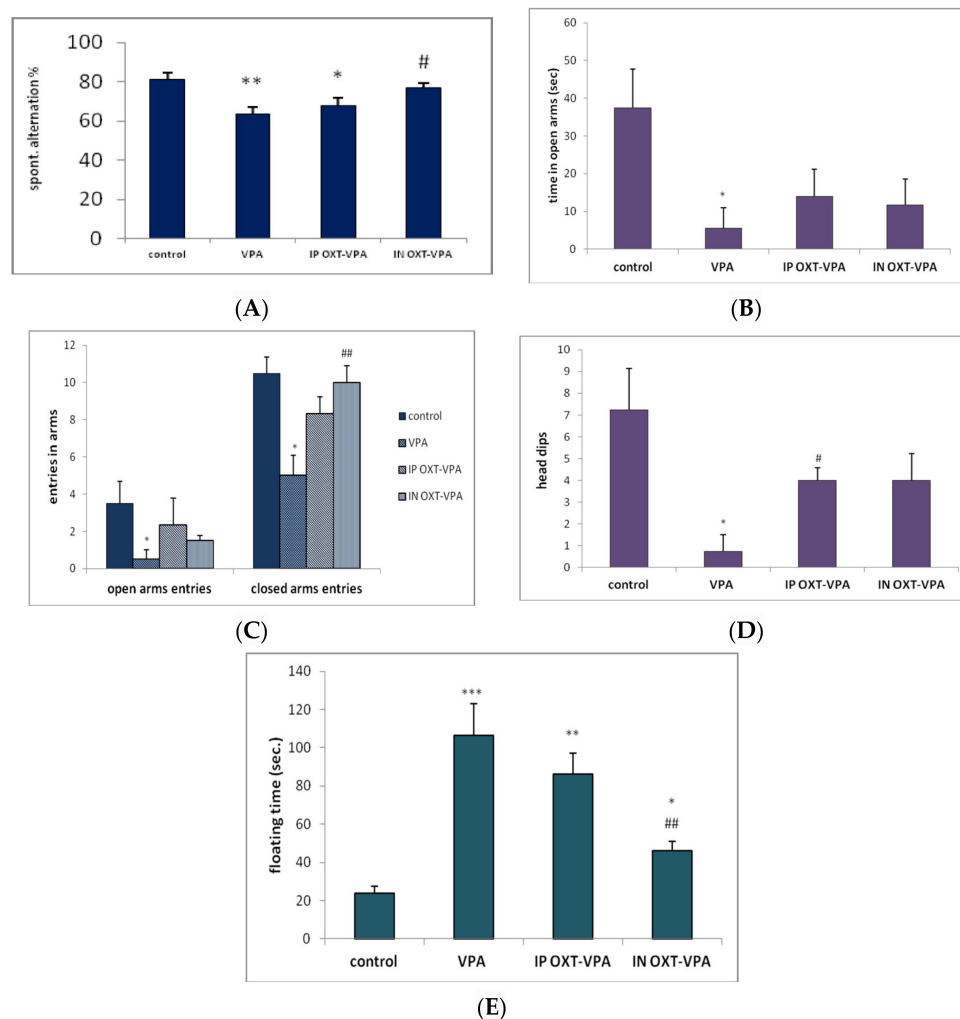 100
80
60
40
20
0
spont. alternation %
**
*
#
control VPA IP OXT-VPA IN OXT-VPA
(A)
60
50
40
30
20
10
0
time in open arms (sec)
*
control VPA IP OXT-VPA IN OXT-VPA
(B)
12
10
8
6
4
2
0
entries in arms
*
*
##
open arms entries closed arms entries
control
VPA
IP OXT-VPA
IN OXT-VPA
(C)
10
9
8
7
6
5
4
3
2
1
0
head dips
*
#
control VPA IP OXT-VPA IN OXT-VPA
(D)
140
120
100
80
60
40
20
0
floating time (sec.)
***
**
*
##
control VPA IP OXT-VPA IN OXT-VPA
(E)